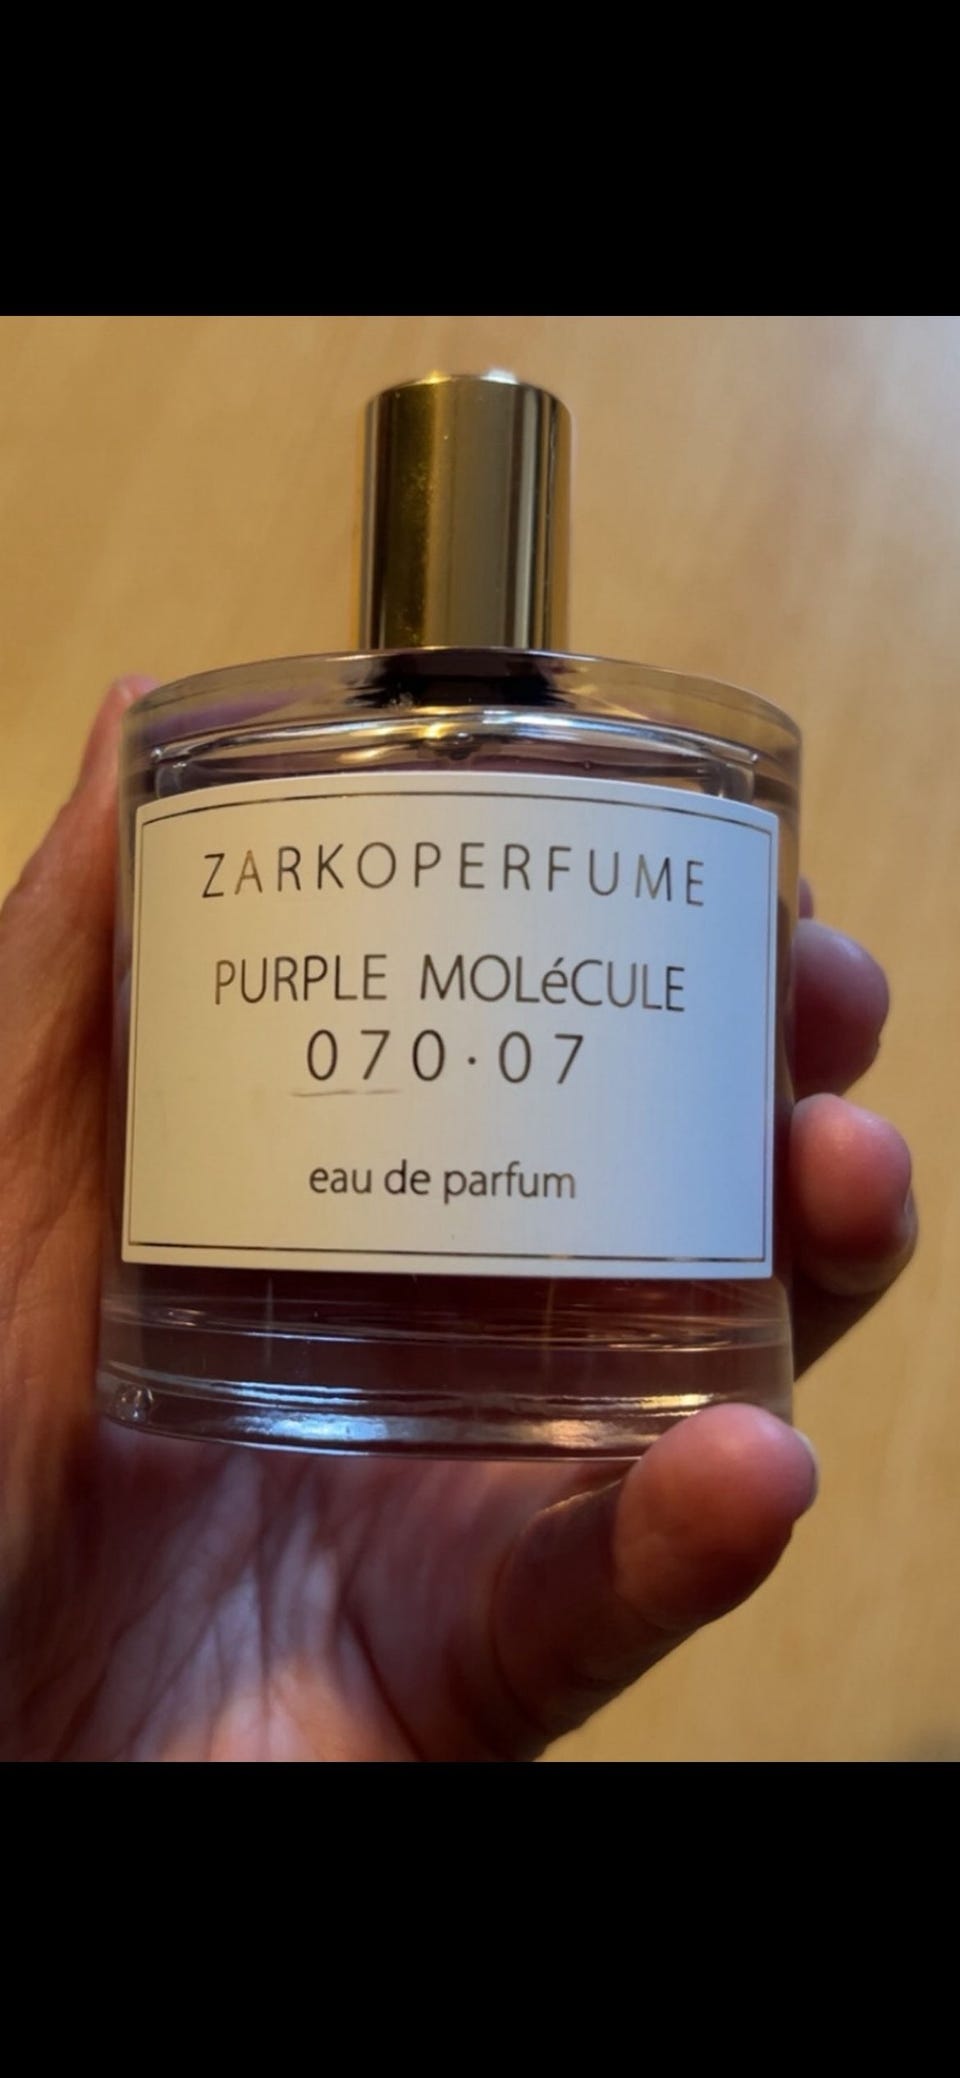 ZARKOPERFUME
PURPLE MOLéCULE
070·07
eau de parfum